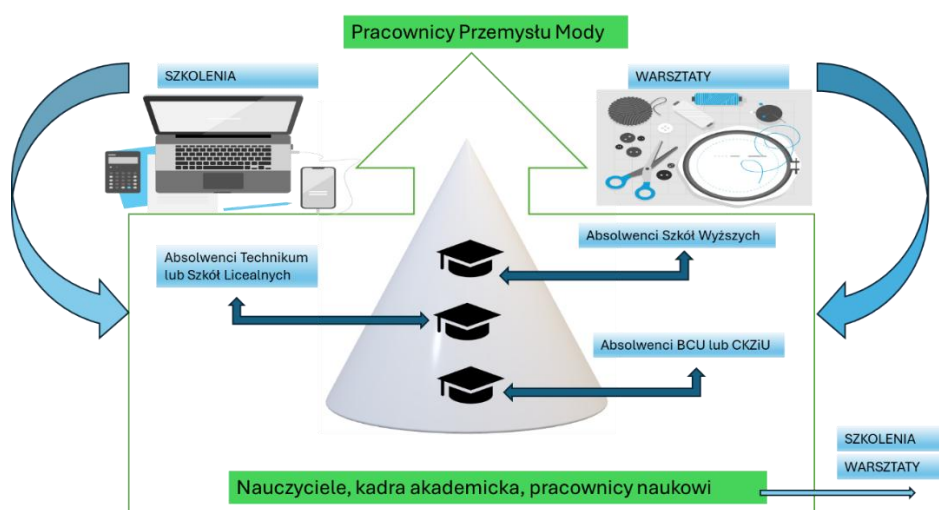 Pracownicy Przemysłu Mody
SZKOLENIA
WARSZTATY
Absolwenci Szkół Wyższych
Absolwenci Technikum
lub Szkół Licealnych
Absolwenci BCU lub CKZiU
SZKOLENIA
WARSZTATY
Nauczyciele, kadra akademicka, pracownicy naukowi